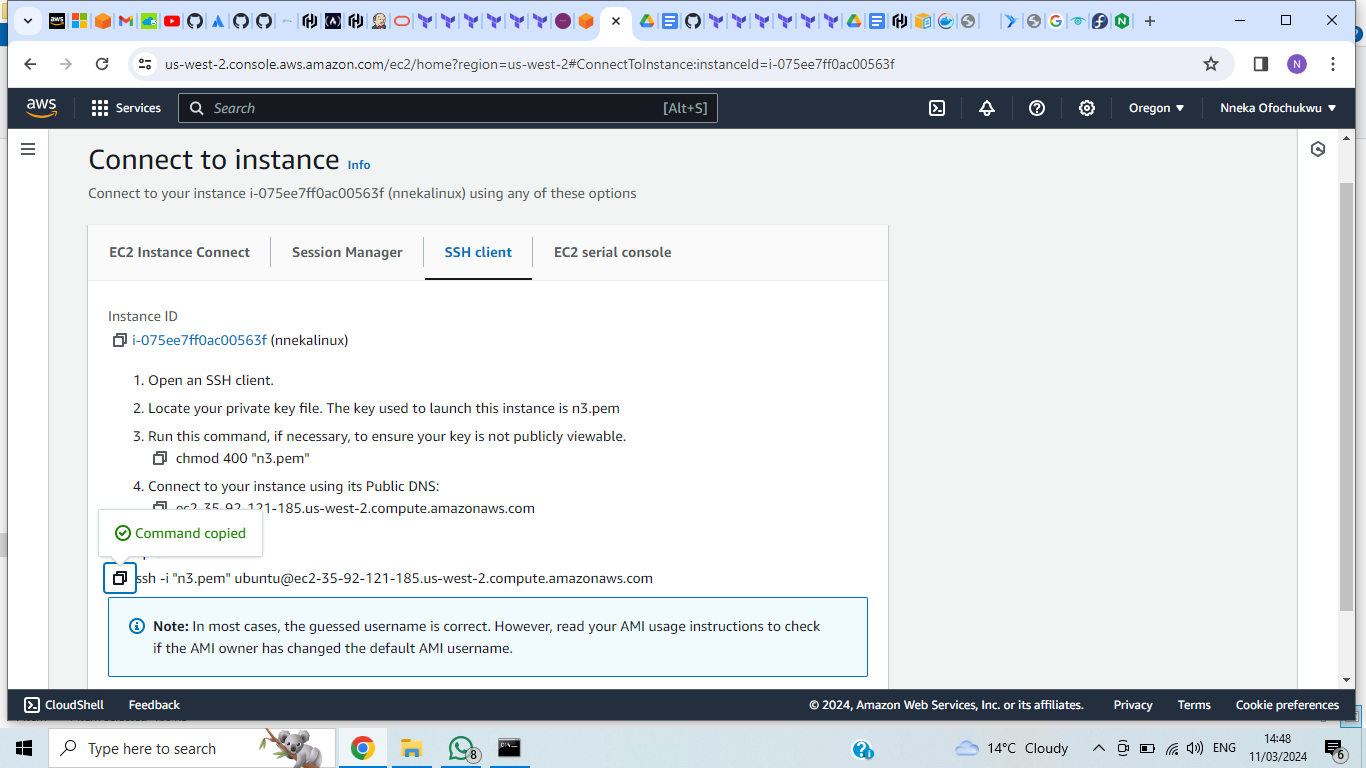 us-west-2.console.aws.amazon.com/ec2/home?region=us-west-2#ConnectToInstance:instanceId=i-075ee7ff0ac00563f
N
aws
Services
Search
[Alt+S]
Oregon
Nneka Ofochukwu
Connect to instance
Info
Connect to your instance i-075ee7ff0ac00563f (nnekalinux) using any of these options
EC2 Instance Connect
Session Manager
SSH client
EC2 serial console
Instance ID
i-075ee7ff0ac00563f (nnekalinux)
1. Open an SSH client.
2. Locate your private key file. The key used to launch this instance is n3.pem
3. Run this command, if necessary, to ensure your key is not publicly viewable.
chmod 400 "n3.pem"
4. Connect to your instance using its Public DNS:
ec2-35-92-121-185.us-west-2.compute.amazonaws.com
Command copied
ssh -i "n3.pem" ubuntu@ec2-35-92-121-185.us-west-2.compute.amazonaws.com
Note: In most cases, the guessed username is correct. However, read your AMI usage instructions to check
if the AMI owner has changed the default AMI username.
CloudShell
Feedback
© 2024, Amazon Web Services, Inc. or its affiliates.
Privacy
Terms
Cookie preferences
Type here to search
8
14°C Cloudy
ENG
14:48
11/03/2024
6